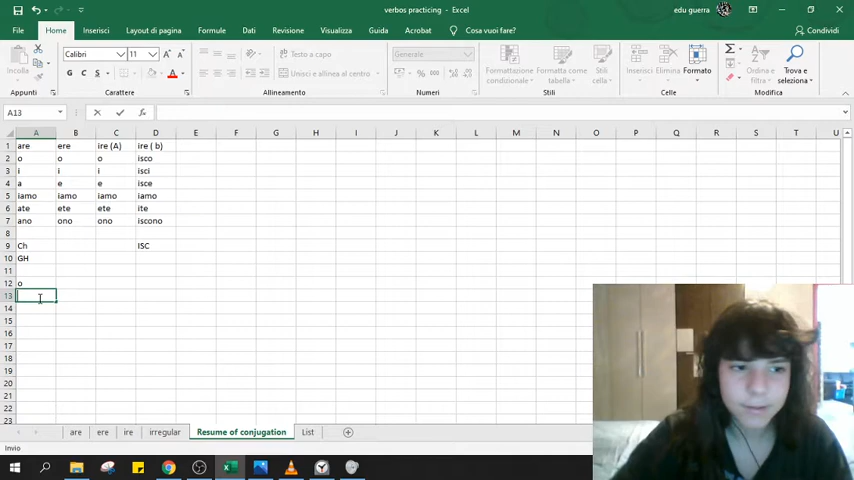 verbos practicing - Excel
edu guerra
File Home Inserisci Layout di pagina Formule Dati Revisione Visualizza Guida Acrobat Cosa vuoi fare? Condividi
Incolla
Calibri 11
G C S
Testo a capo
Unisci e allinea al centro
Generale
% 000
Formattazione condizionale
Formatta come tabella
Stili cella
Inserisci Elimina Formato
Ordina e filtra
Trova e seleziona
Appunti Carattere Allineamento Numeri Stili Celle Modifica
A13 fx
A B C D E F G H I J K L M N O P Q R S T U
1 are ere ire (A) ire ( b)
2 o o o isco
3 i i i isci
4 a e e isce
5 iamo iamo iamo iamo
6 ate ete ete ite
7 ano ono ono iscono
8
9 Ch ISC
10 GH
11
12 o
13
14
15
16
17
18
19
20
21
22
23
are ere ire irregular Resume of conjugation List
Invio